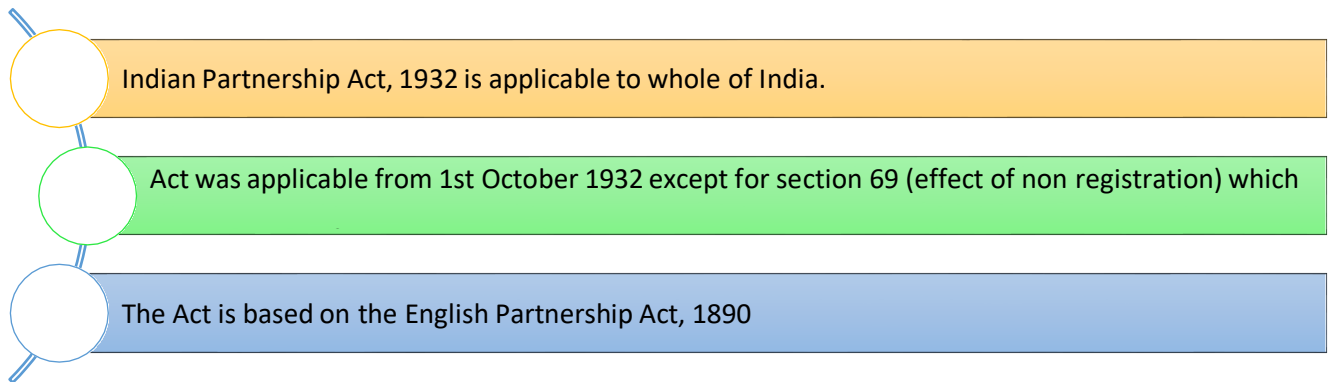 Indian Partnership Act, 1932 is applicable to whole of India.
Act was applicable from 1st October 1932 except for section 69 (effect of non registration) which
The Act is based on the English Partnership Act, 1890